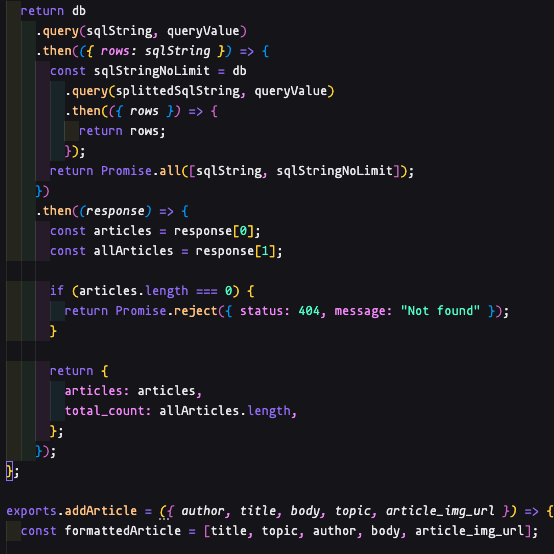 return db
.query(sqlString, queryValue)
.then(({ rows: sqlString }) => {
const sqlStringNoLimit = db
.query(splittedSqlString, queryValue)
.then(({ rows }) => {
return rows;
});
return Promise.all([sqlString, sqlStringNoLimit]);
})
.then((response) => {
const articles = response[0];
const allArticles = response[1];
if (articles.length === 0) {
return Promise.reject({ status: 404, message: "Not found" });
}
return {
articles: articles,
total_count: allArticles.length,
};
});
};
exports.addArticle = ({ author, title, body, topic, article_img_url }) => {
const formattedArticle = [title, topic, author, body, article_img_url];